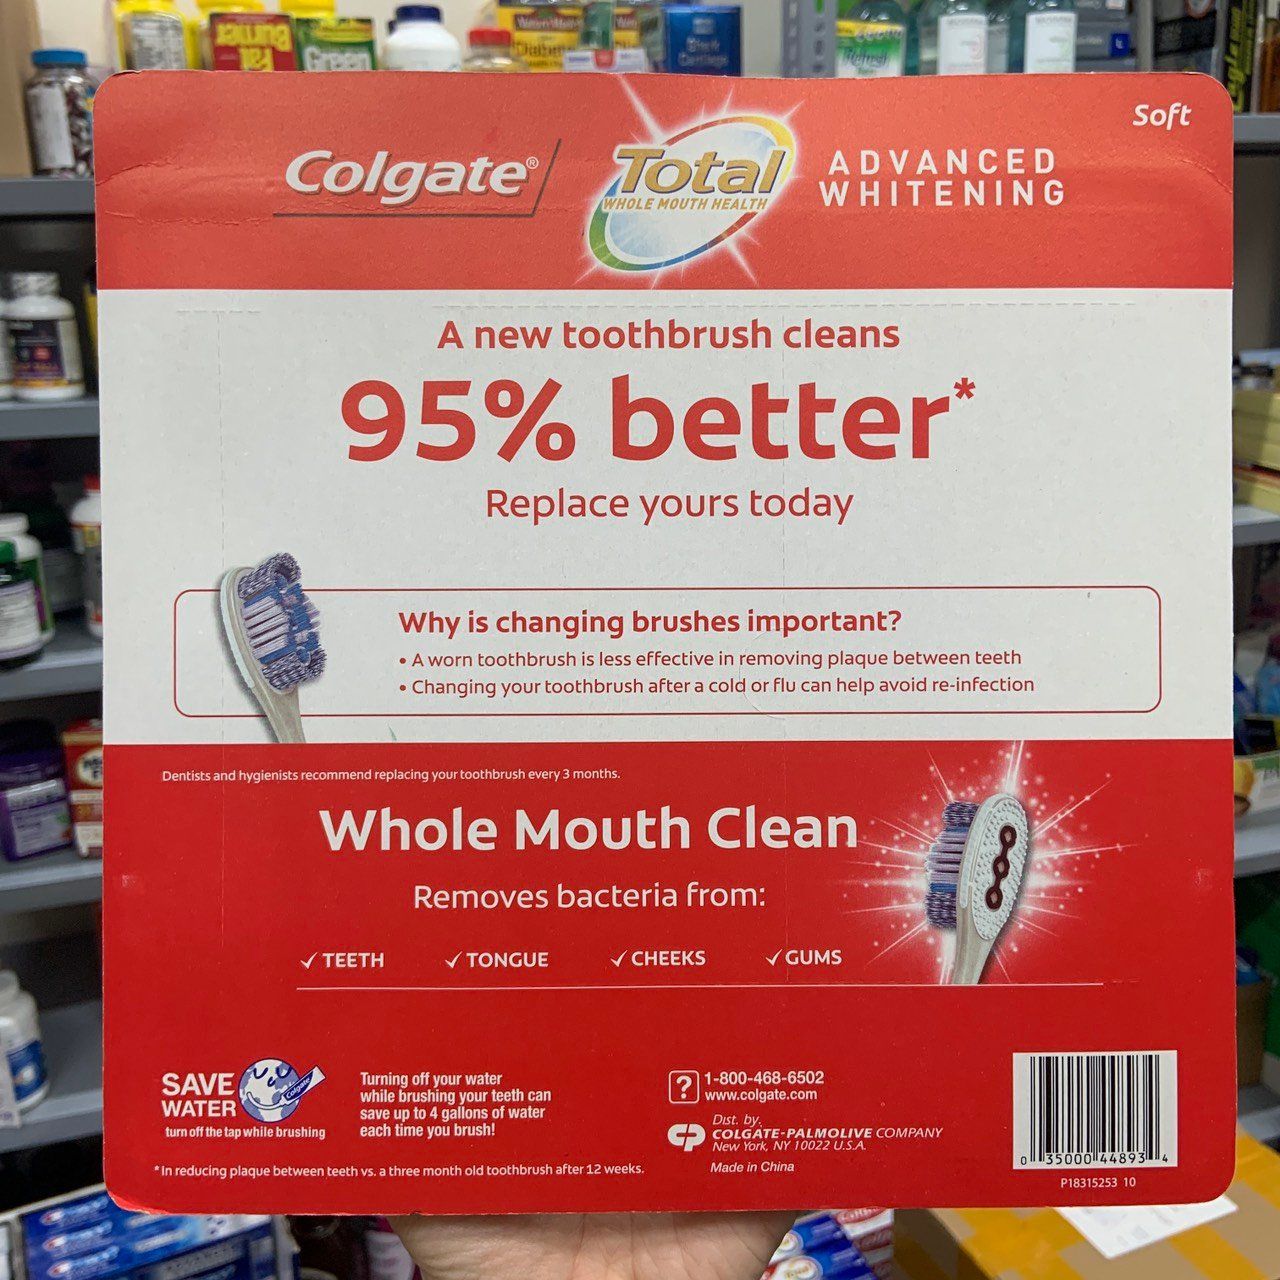 Soft
Colgate®
Total
WHOLE MOUTH HEALTH
ADVANCED
WHITENING
A new toothbrush cleans
95% better*
Replace yours today
Why is changing brushes important?
• A worn toothbrush is less effective in removing plaque between teeth
• Changing your toothbrush after a cold or flu can help avoid re-infection
Dentists and hygienists recommend replacing your toothbrush every 3 months.
Whole Mouth Clean
Removes bacteria from:
✓ TEETH ✓ TONGUE ✓ CHEEKS ✓ GUMS
SAVE
WATER
Colgate
turn off the tap while brushing
Turning off your water
while brushing your teeth can
save up to 4 gallons of water
each time you brush!
? 1-800-468-6502
www.colgate.com
Dist. by.
CP COLGATE-PALMOLIVE COMPANY
New York, NY 10022 U.S.A.
Made in China
*In reducing plaque between teeth vs. a three month old toothbrush after 12 weeks.
0 35000 44893 4
P18315253 10